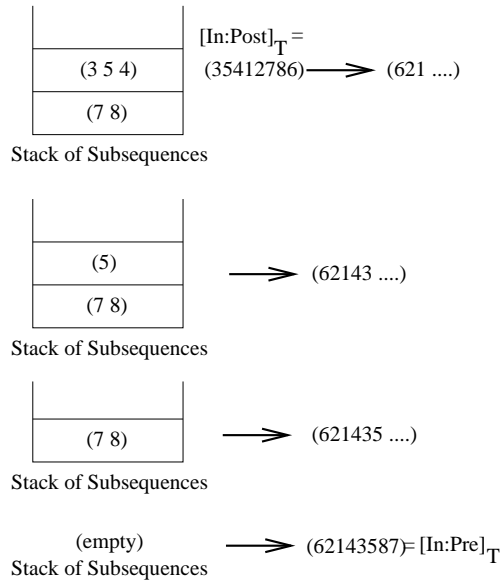 [In:Post]T =
(3 5 4) (35412786) (621 ....)
(7 8)
Stack of Subsequences
(5)
(62143 ....)
(7 8)
Stack of Subsequences
(7 8) (621435 ....)
Stack of Subsequences
(empty) (62143587)= [In:Pre]T
Stack of Subsequences